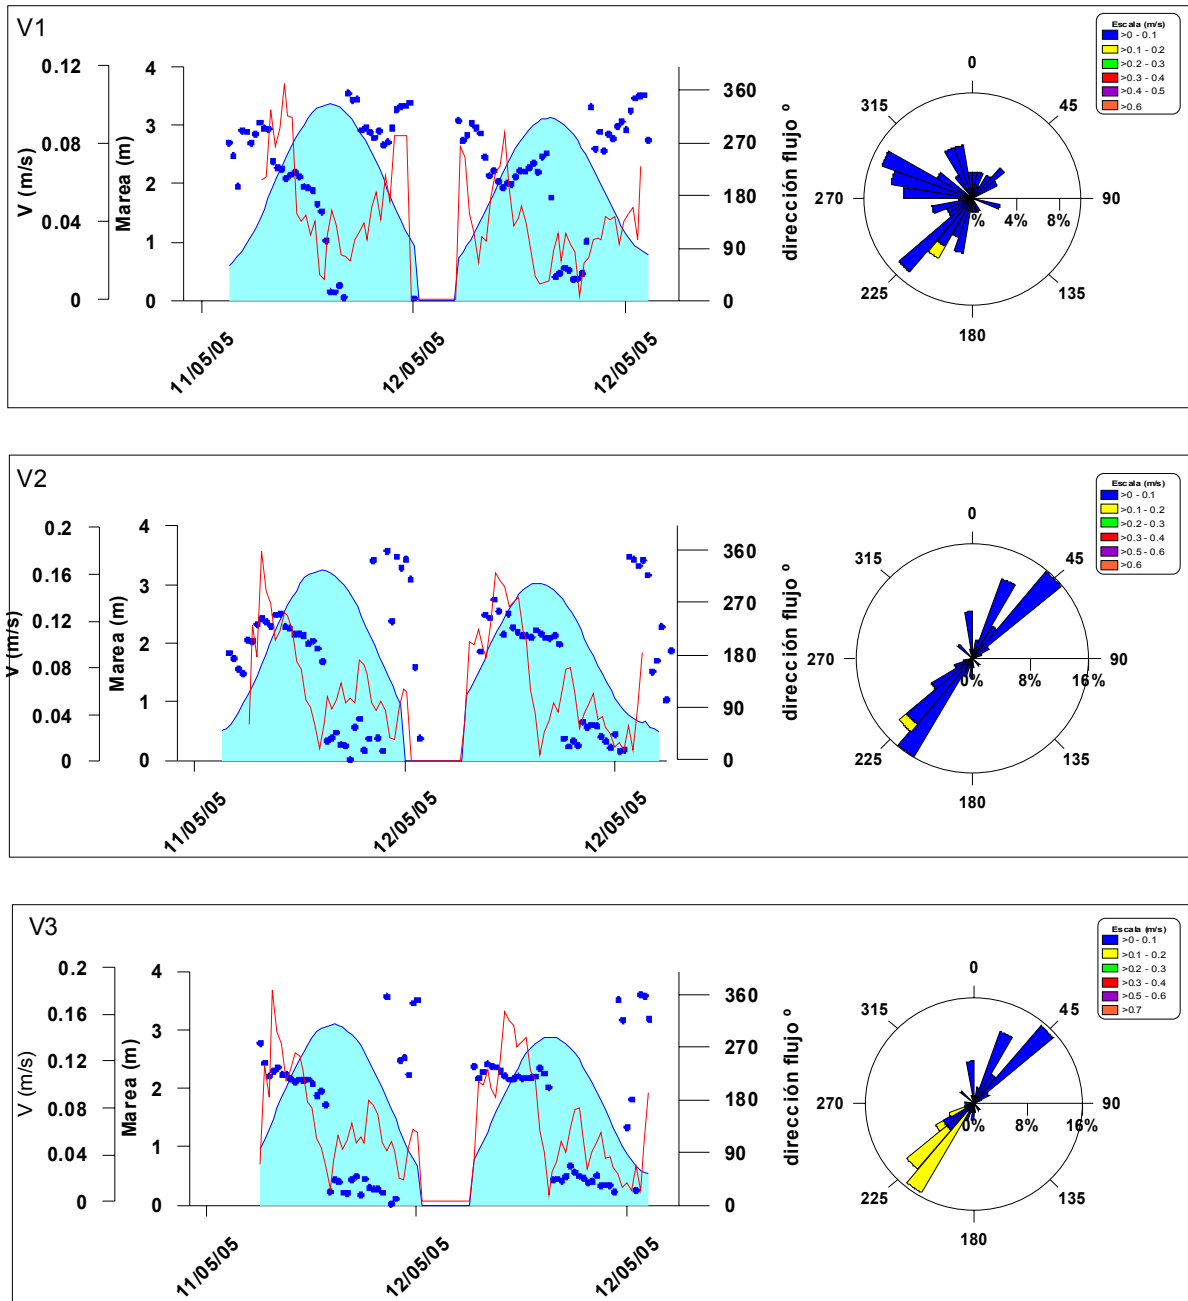 V1
Escala (m/s)
>0 - 0.1
>0.1 - 0.2
>0.2 - 0.3
>0.3 - 0.4
>0.4 - 0.5
>0.6
0.12
0.08
0.04
0
V (m/s)
4
3
2
1
0
Marea (m)
360
270
180
90
0
dirección flujo º
11/05/05
12/05/05
12/05/05
0
45
90
135
180
225
270
315
% 4% 8%
V2
Escala (m/s)
>0 - 0.1
>0.1 - 0.2
>0.2 - 0.3
>0.3 - 0.4
>0.5 - 0.6
>0.6
0.2
0.16
0.12
0.08
0.04
0
V (m/s)
4
3
2
1
0
Marea (m)
360
270
180
90
0
dirección flujo º
11/05/05
12/05/05
12/05/05
0
45
90
135
180
225
270
315
0% 8% 16%
V3
Escala (m/s)
>0 - 0.1
>0.1 - 0.2
>0.2 - 0.3
>0.3 - 0.4
>0.5 - 0.6
>0.7
0.2
0.16
0.12
0.08
0.04
0
V (m/s)
4
3
2
1
0
Marea (m)
360
270
180
90
0
dirección flujo º
11/05/05
12/05/05
12/05/05
0
45
90
135
180
225
270
315
0% 8% 16%